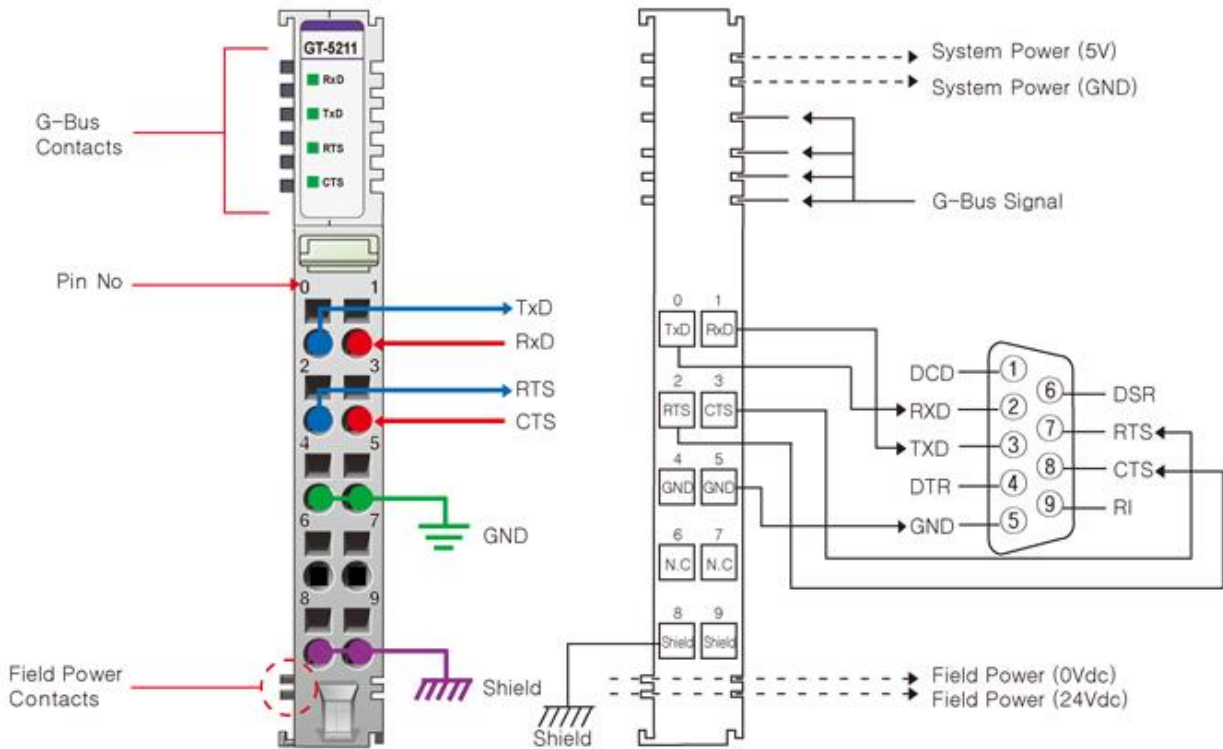 GT-5211
RxD
TxD
RTS
CTS
G-Bus
Contacts
Pin No
0 1
2 3
4 5
6 7
8 9
TxD
RxD
RTS
CTS
GND
Shield
Field Power
Contacts
System Power (5V)
System Power (GND)
G-Bus Signal
0 1
TxD RxD
2 3
RTS CTS
4 5
GND GND
6 7
N.C N.C
8 9
Shield Shield
Shield
DCD 1
RXD 2
TXD 3
DTR 4
GND 5
6 DSR
7 RTS
8 CTS
9 RI
Field Power (0Vdc)
Field Power (24Vdc)